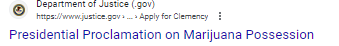 Department of Justice (.gov)
https://www.justice.gov › ... › Apply for Clemency
Presidential Proclamation on Marijuana Possession